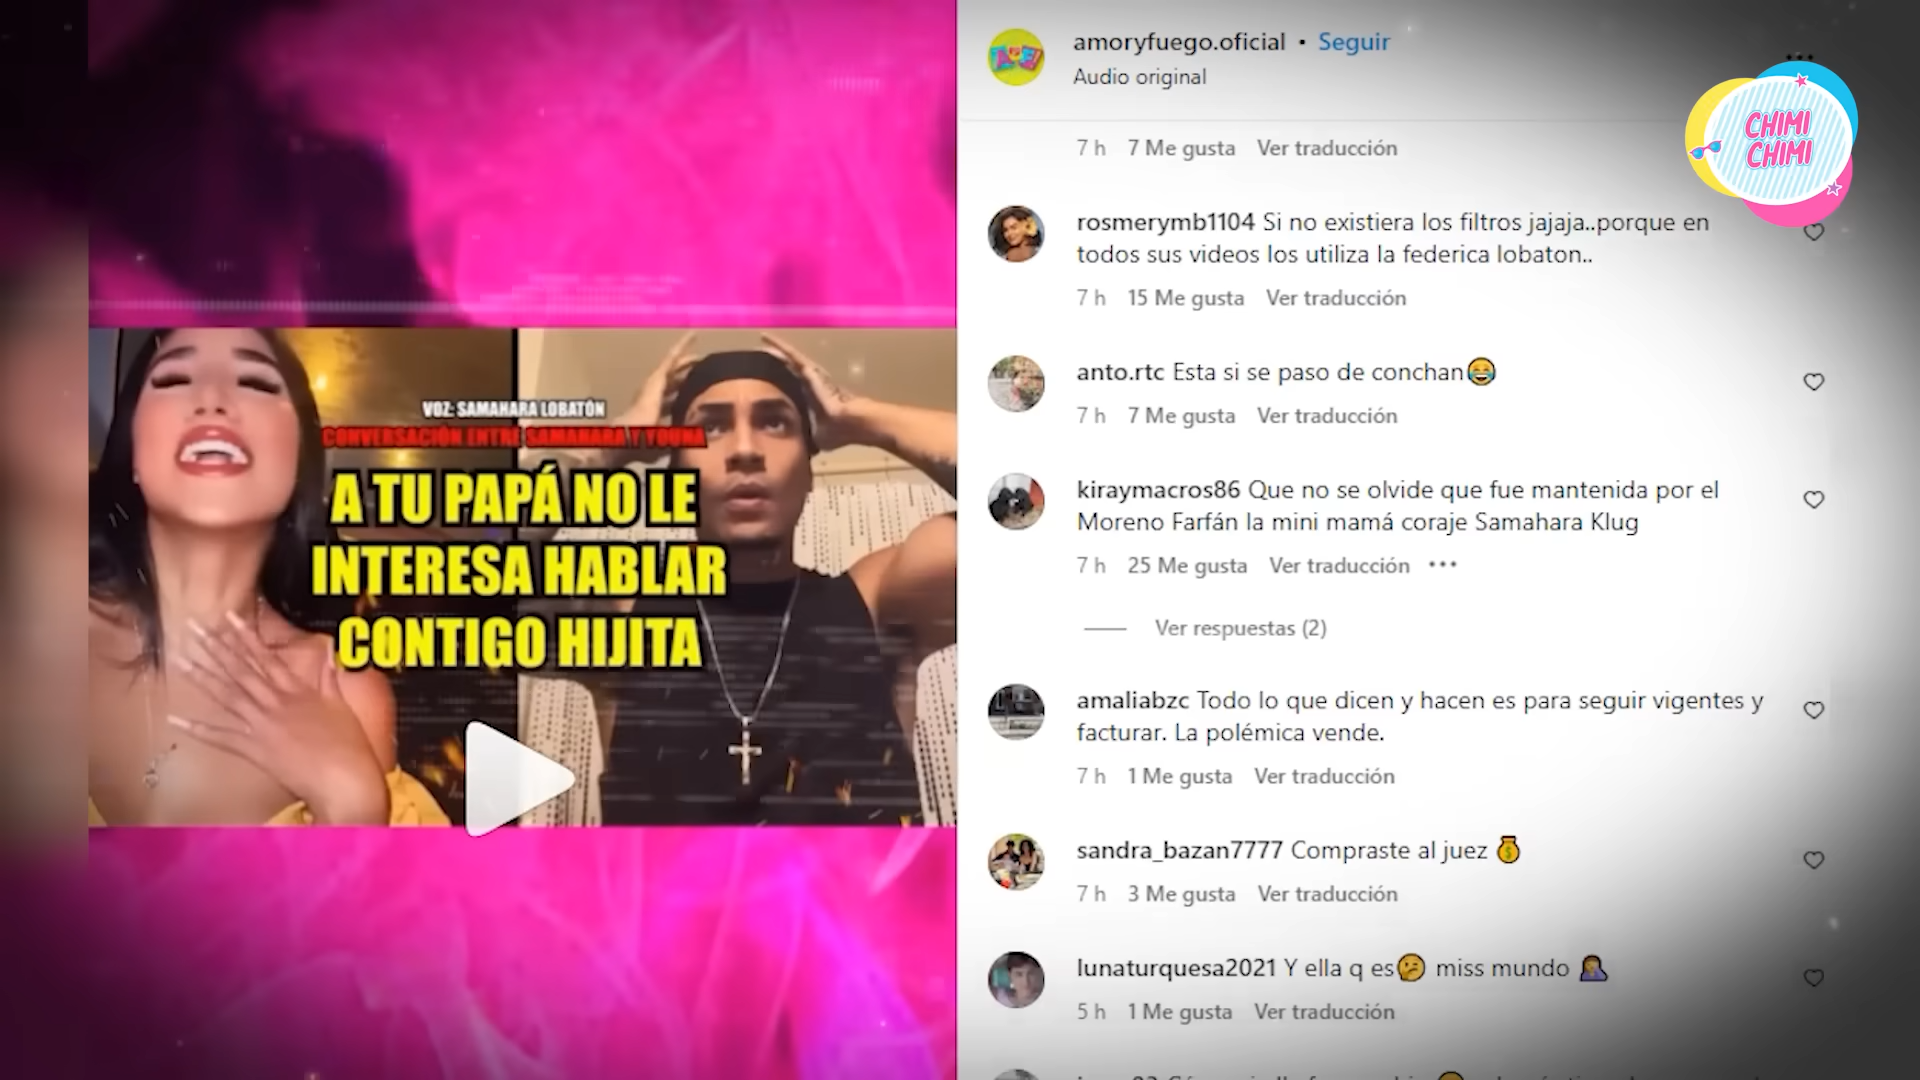 VOZ: SAMAHARA LOBATÓN
CONVERSACIÓN ENTRE SAMAHARA Y YOUNA
A TU PAPÁ NO LE
INTERESA HABLAR
CONTIGO HIJITA
amoryfuego.oficial • Seguir
Audio original
CHIMI
CHIMI
7 h 7 Me gusta Ver traducción
rosmerymb1104 Si no existiera los filtros jajaja..porque en
todos sus videos los utiliza la federica lobaton..
7 h 15 Me gusta Ver traducción
anto.rtc Esta si se paso de conchan😂
7 h 7 Me gusta Ver traducción
kiraymacros86 Que no se olvide que fue mantenida por el
Moreno Farfán la mini mamá coraje Samahara Klug
7 h 25 Me gusta Ver traducción •••
Ver respuestas (2)
amaliabzc Todo lo que dicen y hacen es para seguir vigentes y
facturar. La polémica vende.
7 h 1 Me gusta Ver traducción
sandra_bazan7777 Compraste al juez 💰
7 h 3 Me gusta Ver traducción
lunaturquesa2021 Y ella q es🤔 miss mundo 🤦‍♀️
5 h 1 Me gusta Ver traducción